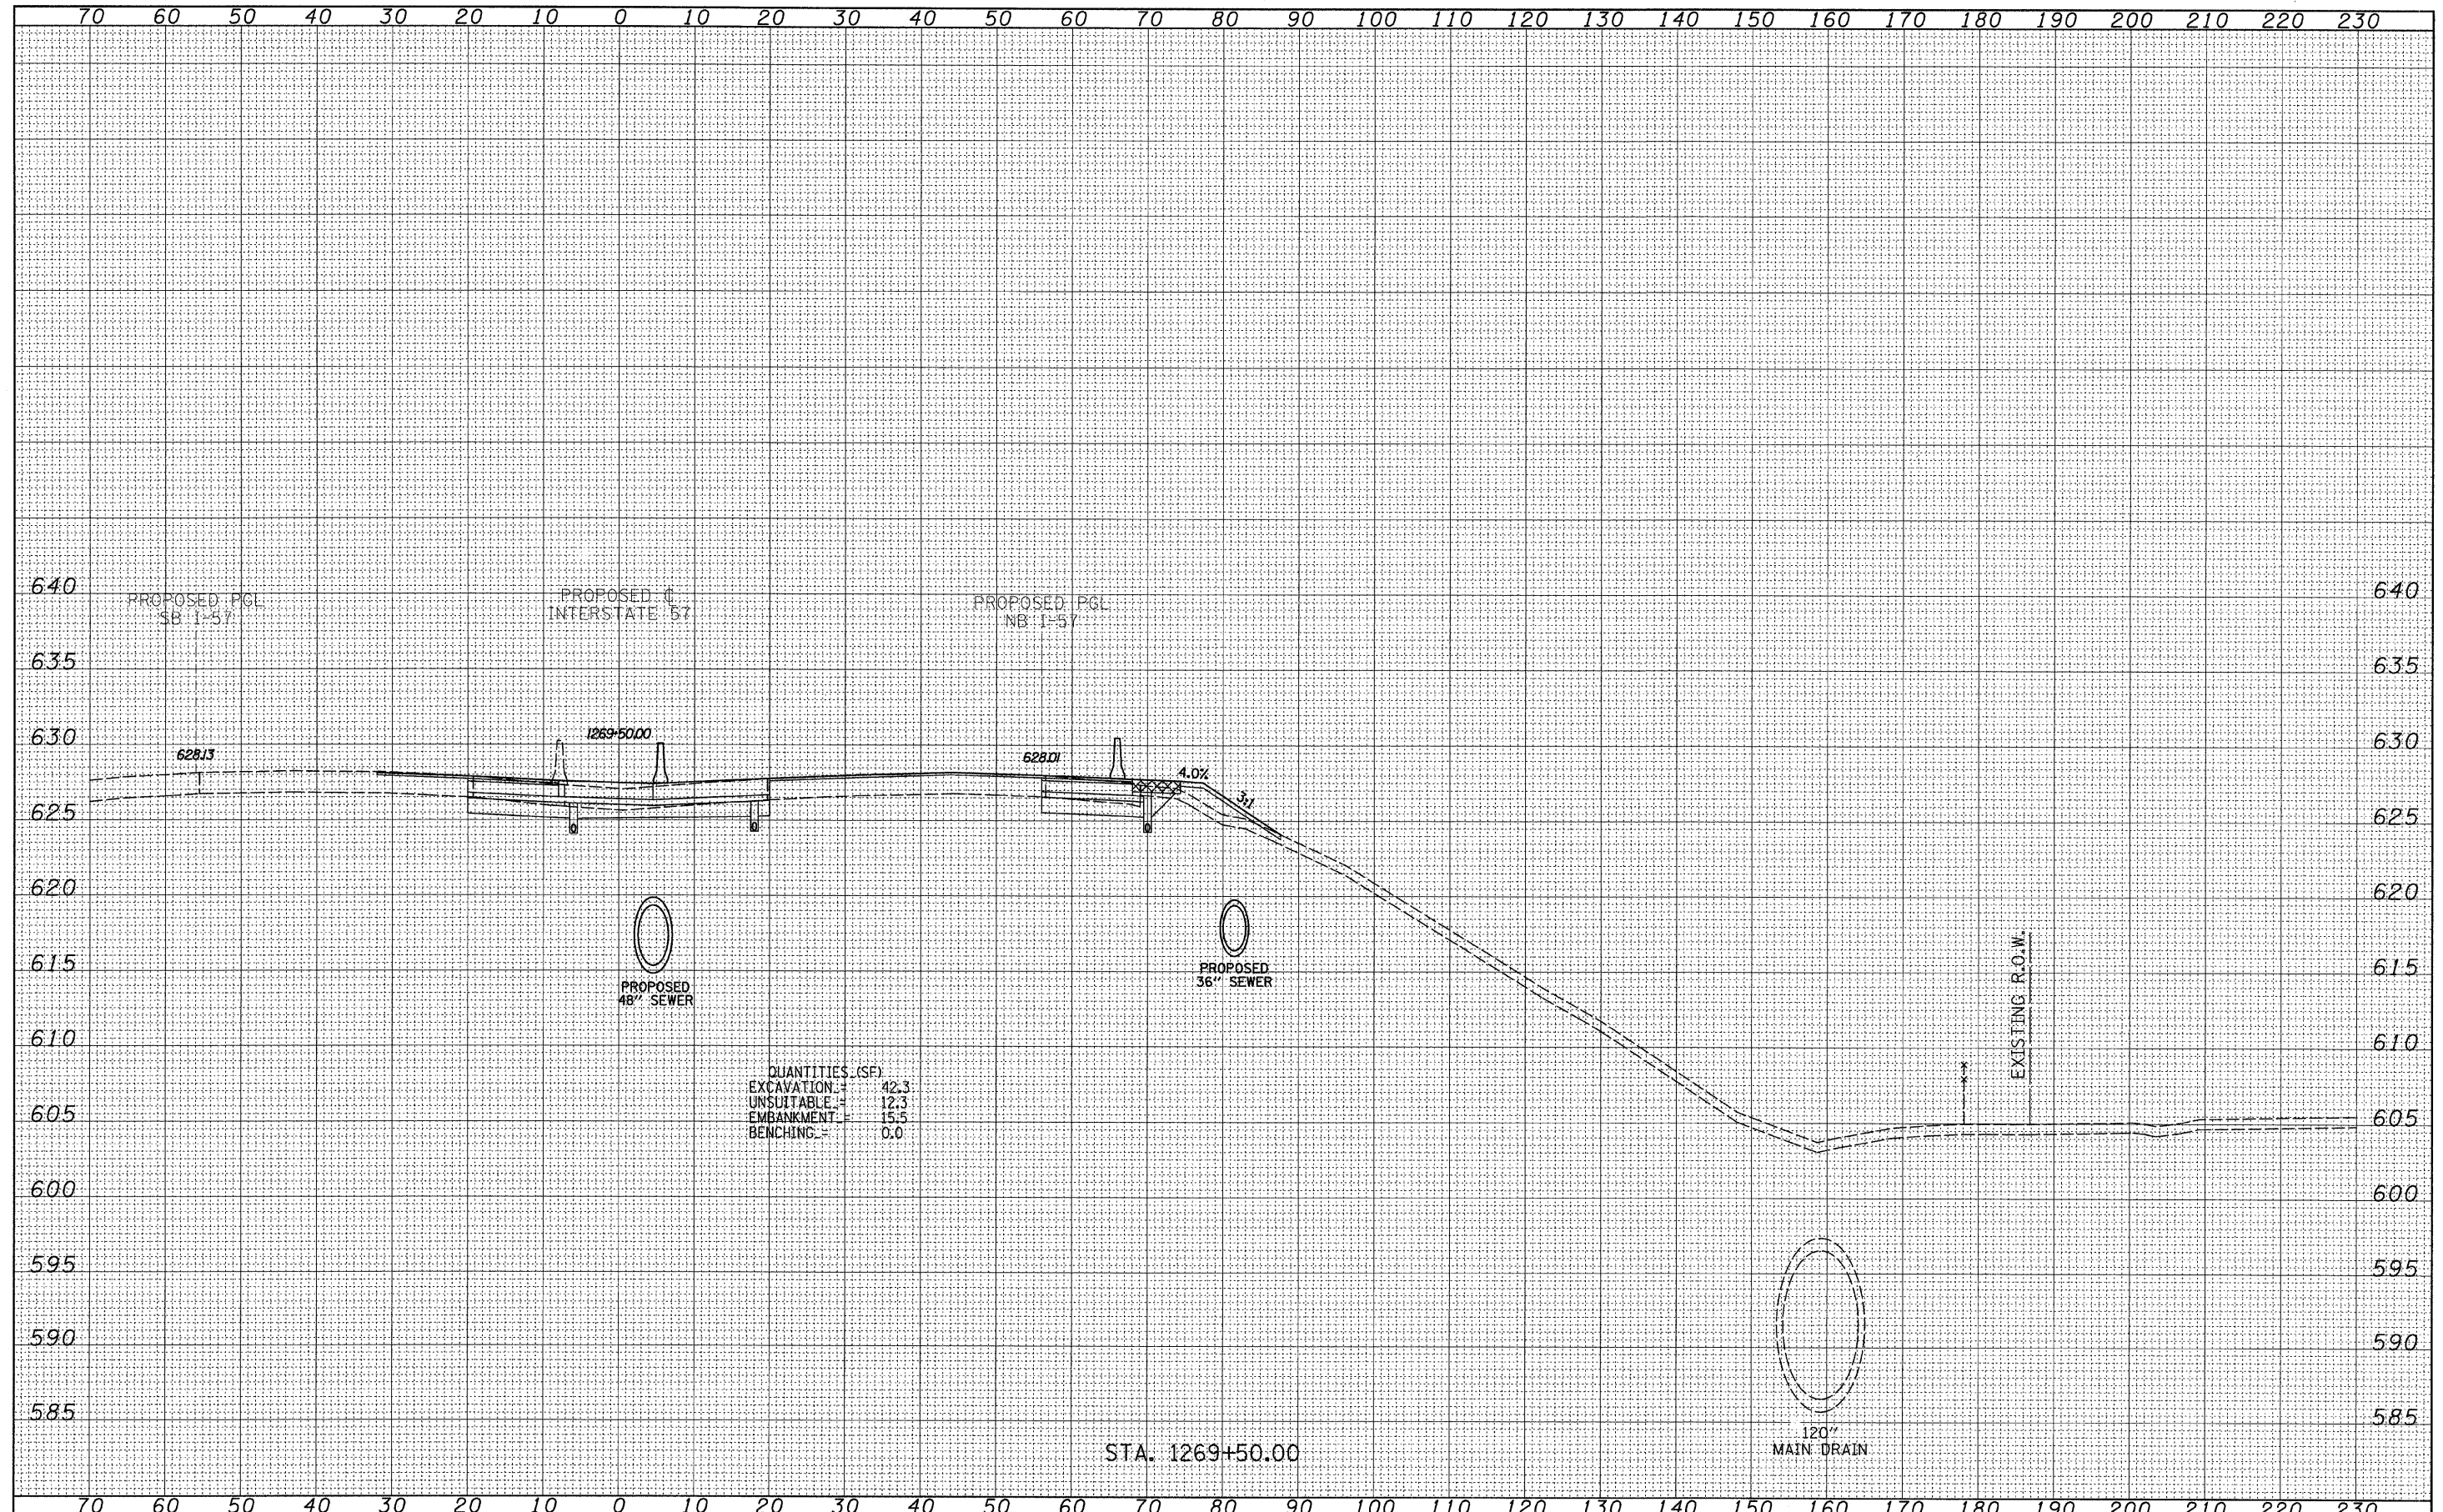 70 60 50 40 30 20 10 0 10 20 30 40 50 60 70 80 90 100 110 120 130 140 150 160 170 180 190 200 210 220 230
640 640
PROPOSED PGL
SB I-57
PROPOSED ℄
INTERSTATE 57
PROPOSED PGL
NB I-57
635 635
630 630
628.13
1269+50.00
628.01
4.0%
3:1
625 625
620 620
615 615
PROPOSED
48" SEWER
PROPOSED
36" SEWER
EXISTING R.O.W.
610 610
QUANTITIES (SF)
EXCAVATION = 42.3
UNSUITABLE = 12.3
EMBANKMENT = 15.5
BENCHING = 0.0
605 605
600 600
595 595
590 590
585 585
120"
MAIN DRAIN
STA. 1269+50.00
70 60 50 40 30 20 10 0 10 20 30 40 50 60 70 80 90 100 110 120 130 140 150 160 170 180 190 200 210 220 230